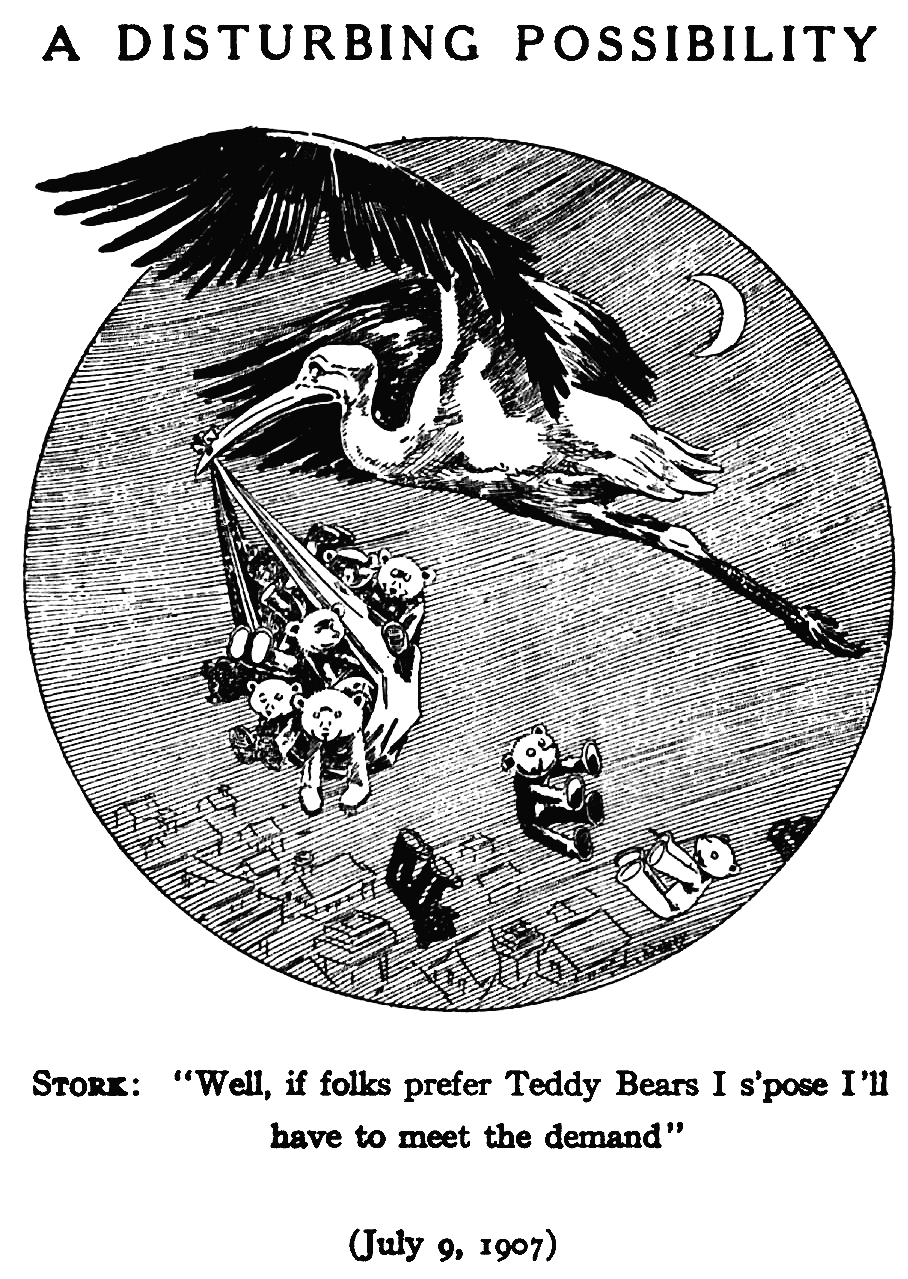 A DISTURBING POSSIBILITY
STORK: "Well, if folks prefer Teddy Bears I s'pose I'll
have to meet the demand"
(July 9, 1907)